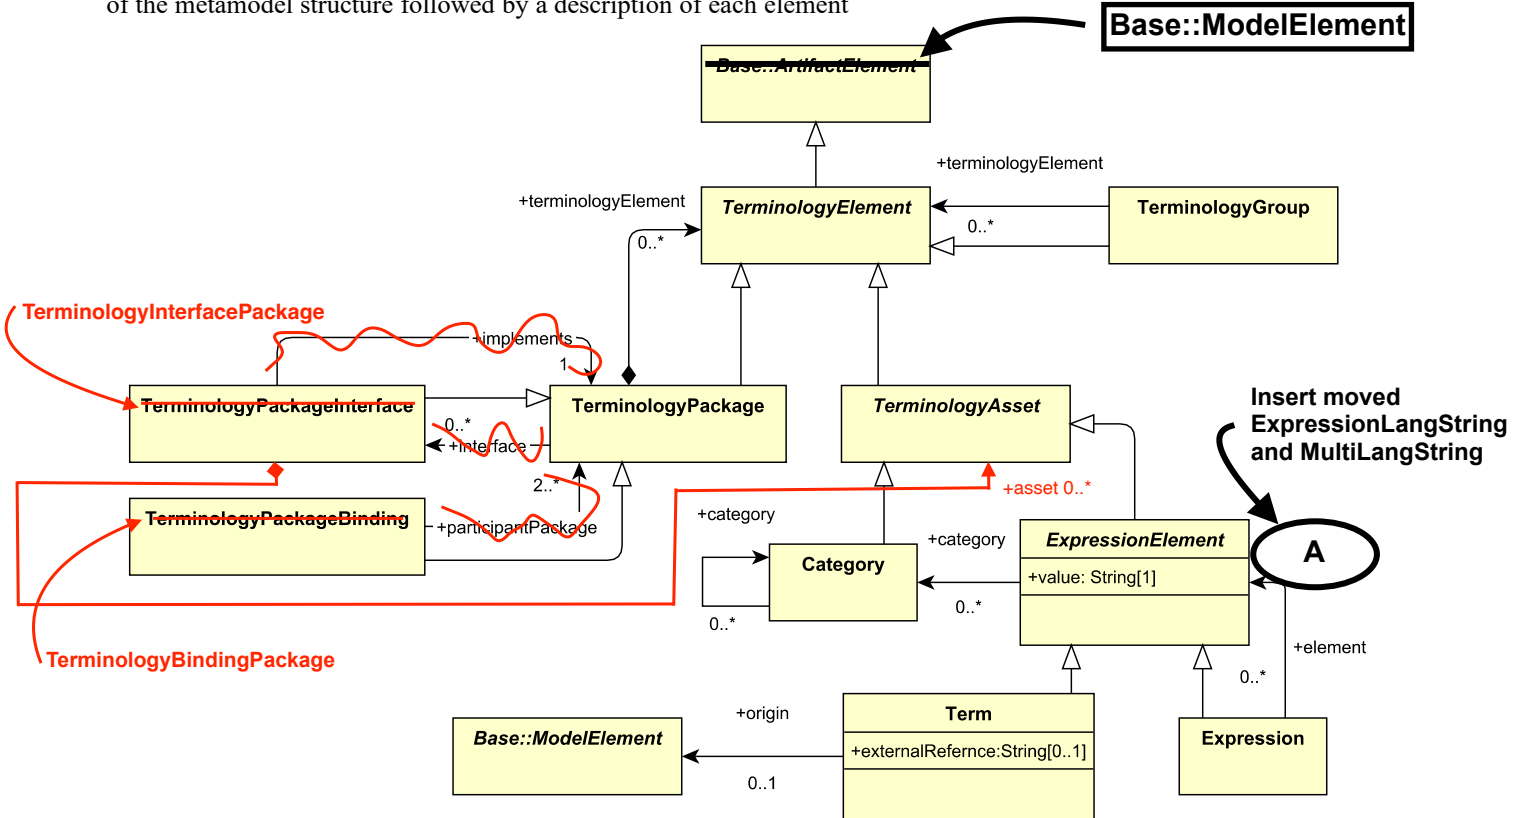 of the metamodel structure followed by a description of each element
Base::ModelElement
Base::ArtifactElement
+terminologyElement
+terminologyElement
TerminologyElement
TerminologyGroup
0..*
0..*
TerminologyInterfacePackage
+implements
1
TerminologyPackageInterface
TerminologyPackage
TerminologyAsset
Insert moved
ExpressionLangString
and MultiLangString
0..*
+interface
2..*
+asset 0..*
+category
TerminologyPackageBinding
+participantPackage
+category
ExpressionElement
A
Category
+value: String[1]
0..*
0..*
+element
TerminologyBindingPackage
0..*
+origin
Term
Base::ModelElement
Expression
+externalRefernce:String[0..1]
0..1